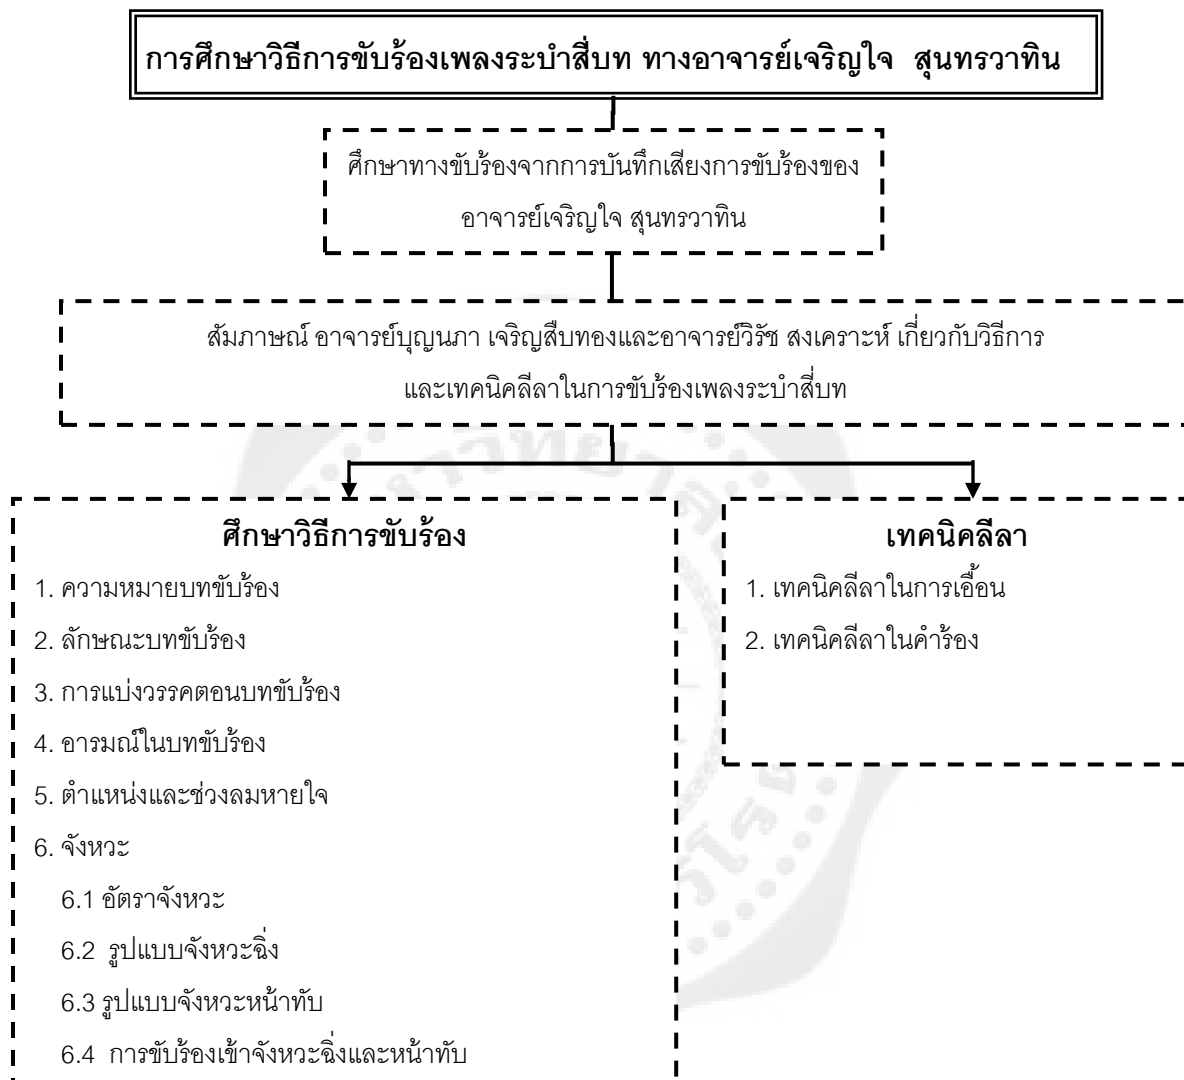 การศึกษาวิธีการขับร้องเพลงระบำสี่บท ทางอาจารย์เจริญใจ  สุนทรวาทิน
ศึกษาทางขับร้องจากการบันทึกเสียงการขับร้องของ
อาจารย์เจริญใจ สุนทรวาทิน
สัมภาษณ์ อาจารย์บุญนภา เจริญสืบทองและอาจารย์วิรัช สงเคราะห์ เกี่ยวกับวิธีการ
และเทคนิคลีลาในการขับร้องเพลงระบำสี่บท
ศึกษาวิธีการขับร้อง
1. ความหมายบทขับร้อง
2. ลักษณะบทขับร้อง
3. การแบ่งวรรคตอนบทขับร้อง
4. อารมณ์ในบทขับร้อง
5. ตำแหน่งและช่วงลมหายใจ
6. จังหวะ
6.1 อัตราจังหวะ
6.2  รูปแบบจังหวะฉิ่ง
6.3 รูปแบบจังหวะหน้าทับ
6.4  การขับร้องเข้าจังหวะฉิ่งและหน้าทับ
เทคนิคลีลา
1. เทคนิคลีลาในการเอื้อน
2. เทคนิคลีลาในคำร้อง